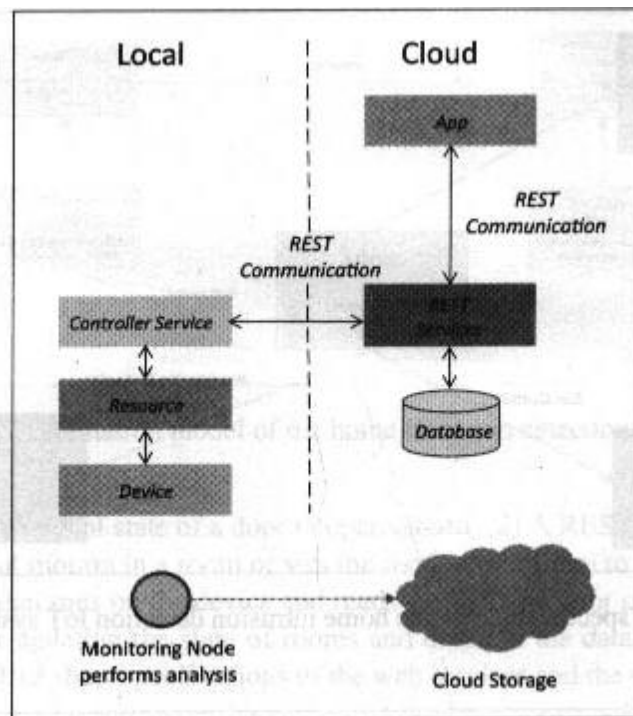 Local
Cloud
App
REST
Communication
REST
Communication
Controller Service
REST
Services
Resource
Database
Device
Monitoring Node
performs analysis
Cloud Storage